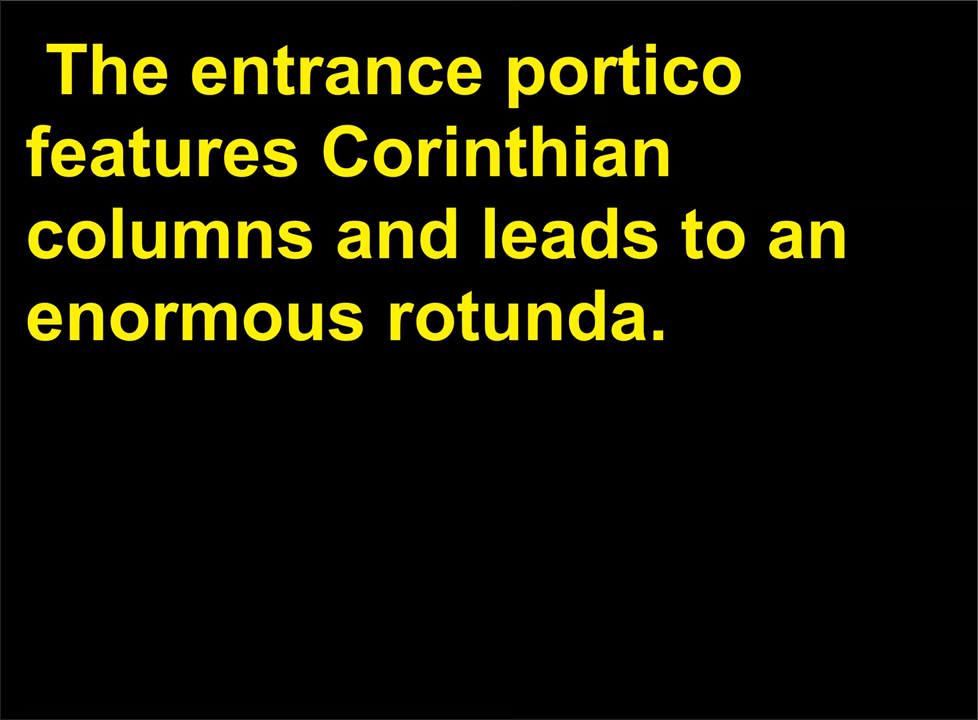 The entrance portico
features Corinthian
columns and leads to an
enormous rotunda.